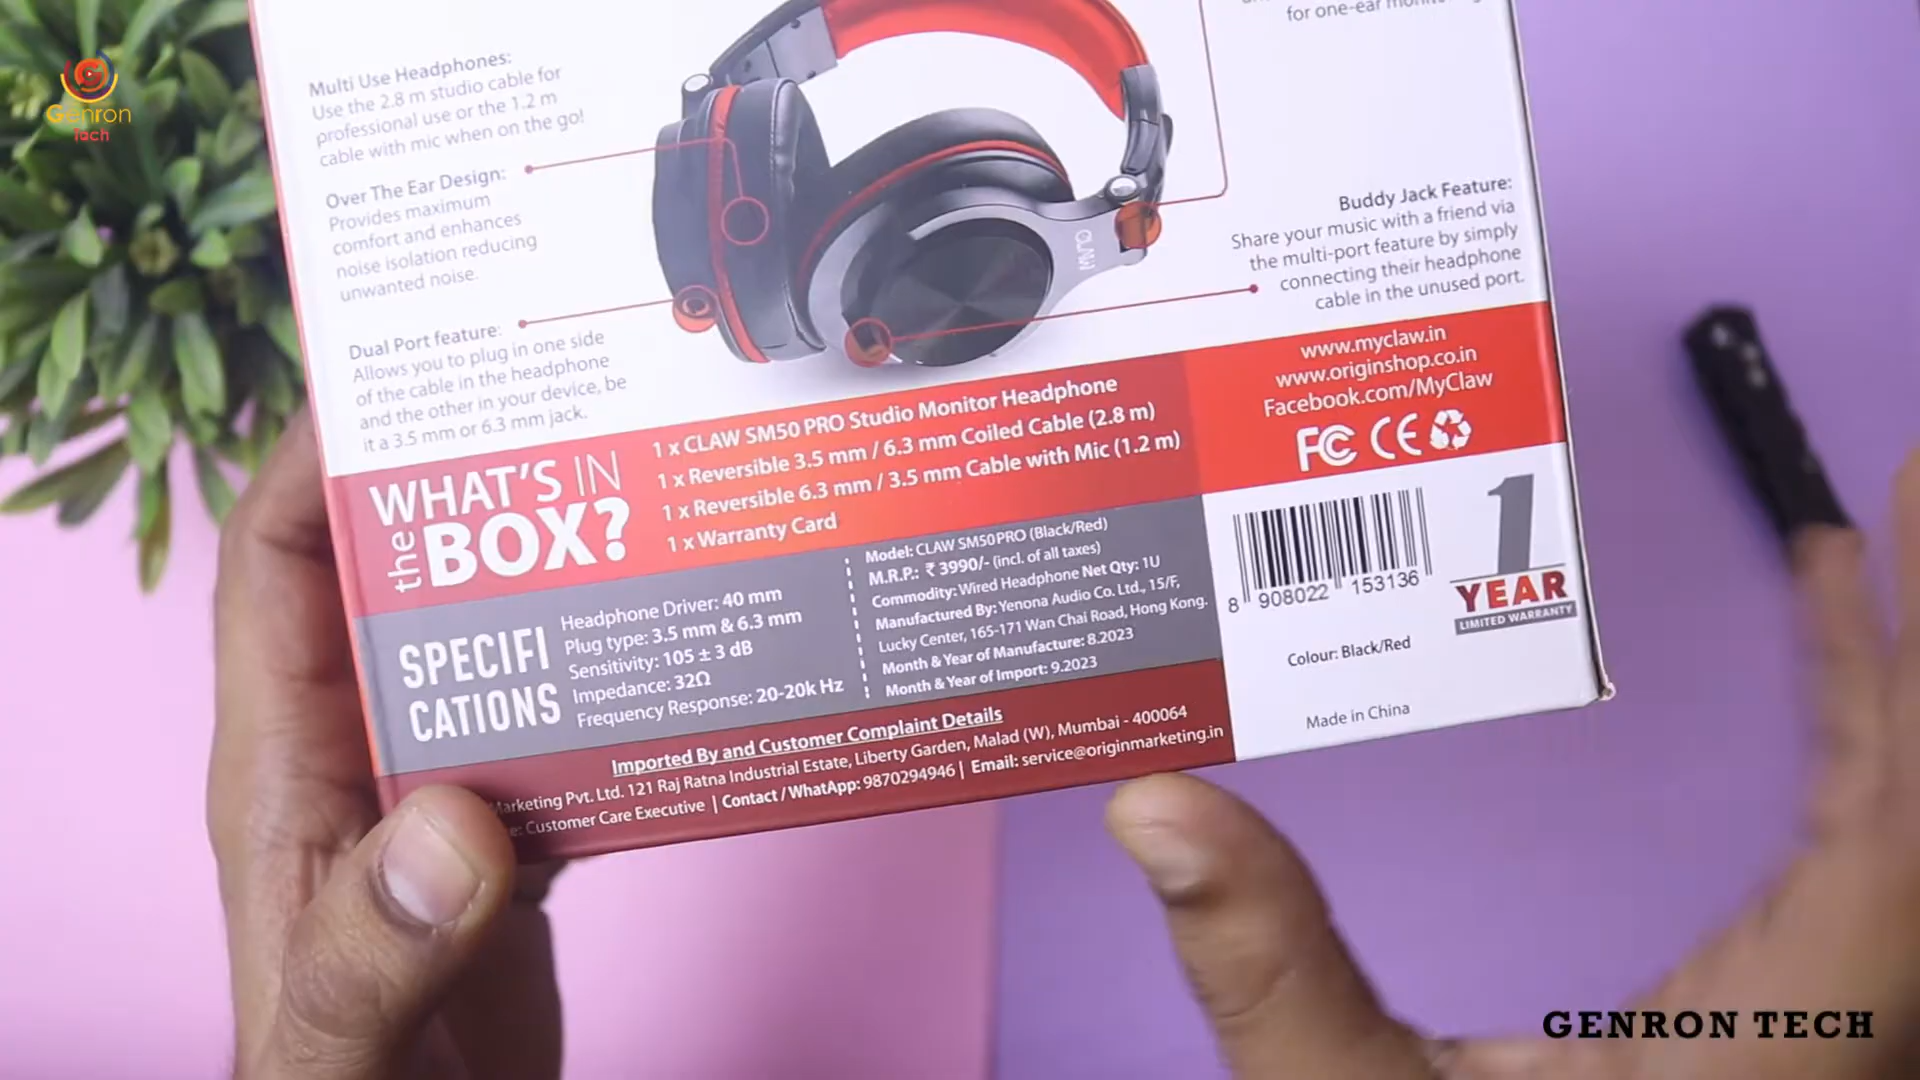 Genron
Tach
Multi Use Headphones:
Use the 2.8 m studio cable for
professional use or the 1.2 m
cable with mic when on the go!
Over The Ear Design:
Provides maximum
comfort and enhances
noise isolation reducing
unwanted noise.
Dual Port feature:
Allows you to plug in one side
of the cable in the headphone
and the other in your device, be
it a 3.5 mm or 6.3 mm jack.
for one-ear
CLAW
Buddy Jack Feature:
Share your music with a friend via
the multi-port feature by simply
connecting their headphone
cable in the unused port.
WHAT'S IN
the BOX?
1 x CLAW SM50 PRO Studio Monitor Headphone
1 x Reversible 3.5 mm / 6.3 mm Coiled Cable (2.8 m)
1 x Reversible 6.3 mm / 3.5 mm Cable with Mic (1.2 m)
1 x Warranty Card
www.myclaw.in
www.originshop.co.in
Facebook.com/MyClaw
FC CE
SPECIFI
CATIONS
Headphone Driver: 40 mm
Plug type: 3.5 mm & 6.3 mm
Sensitivity: 105 ± 3 dB
Impedance: 32Ω
Frequency Response: 20-20k Hz
Model: CLAW SM50PRO (Black/Red)
M.R.P.: ₹ 3990/- (incl. of all taxes)
Commodity: Wired Headphone Net Qty: 1U
Manufactured By: Yenona Audio Co. Ltd., 15/F,
Lucky Center, 165-171 Wan Chai Road, Hong Kong.
Month & Year of Manufacture: 8.2023
Month & Year of Import: 9.2023
8 908022 153136
1
YEAR
LIMITED WARRANTY
Colour: Black/Red
Made in China
Imported By and Customer Complaint Details
Marketing Pvt. Ltd. 121 Raj Ratna Industrial Estate, Liberty Garden, Malad (W), Mumbai - 400064
Customer Care Executive | Contact / WhatApp: 9870294946 | Email: service@originmarketing.in
GENRON TECH